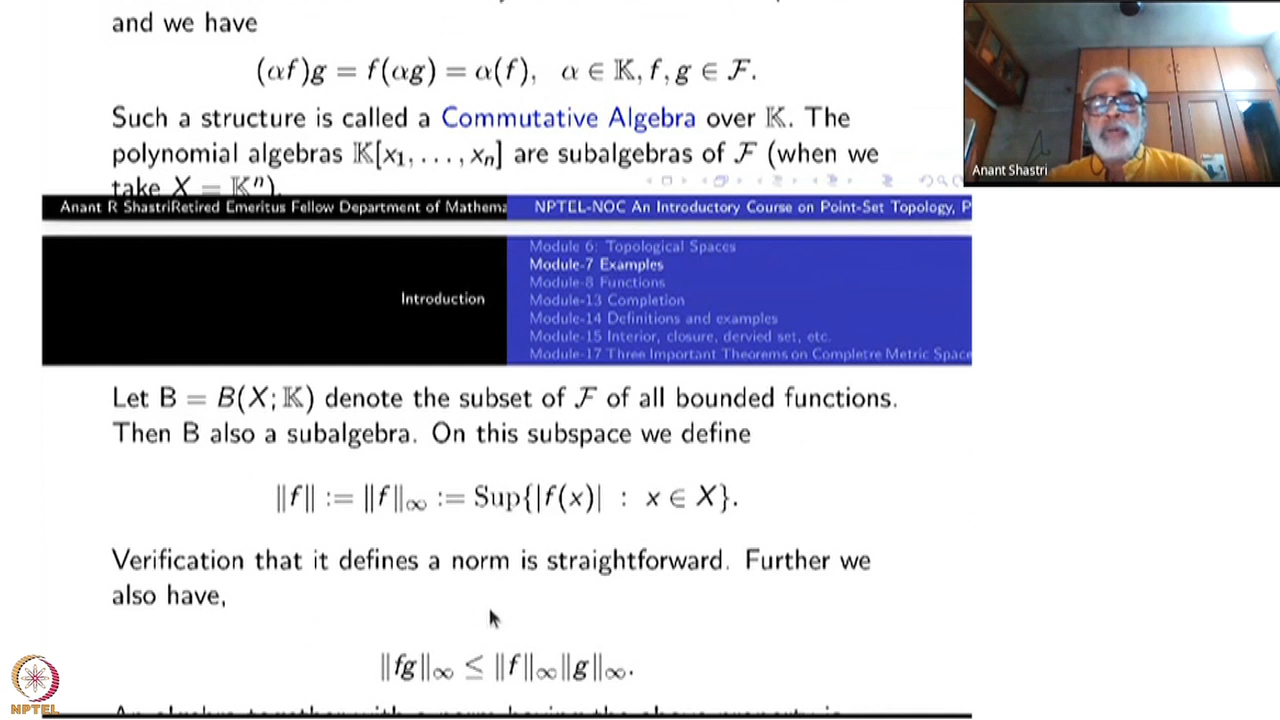 and we have
(αf)g = f(αg) = α(f), α ∈ 𝕂, f, g ∈ ℱ.
Such a structure is called a Commutative Algebra over 𝕂. The
polynomial algebras 𝕂[x₁, . . . , xₙ] are subalgebras of ℱ (when we
take X = 𝕂ⁿ).
Anant R ShastriRetired Emeritus Fellow Department of Mathema
NPTEL-NOC An Introductory Course on Point-Set Topology, P
Introduction
Module 6: Topological Spaces
Module-7 Examples
Module-8 Functions
Module-13 Completion
Module-14 Definitions and examples
Module-15 Interior, closure, dervied set, etc.
Module-17 Three Important Theorems on Completre Metric Space
Let B = B(X; 𝕂) denote the subset of ℱ of all bounded functions.
Then B also a subalgebra. On this subspace we define
‖f‖ := ‖f‖∞ := Sup{|f(x)| : x ∈ X}.
Verification that it defines a norm is straightforward. Further we
also have,
‖fg‖∞ ≤ ‖f‖∞‖g‖∞.
Anant Shastri
NPTEL